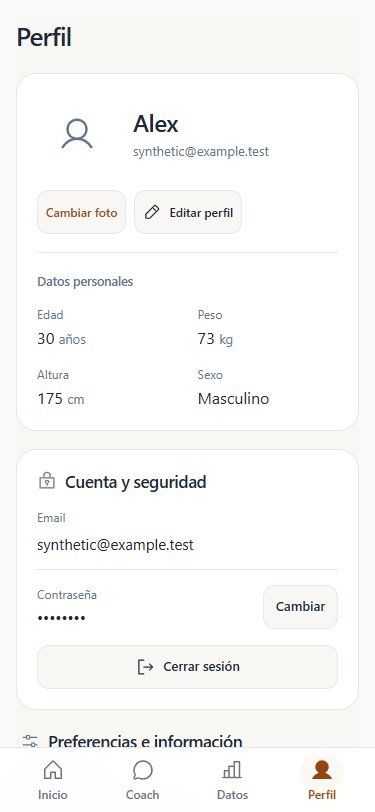 Perfil
Alex
synthetic@example.test
Cambiar foto Editar perfil
Datos personales
Edad Peso
30 años 73 kg
Altura Sexo
175 cm Masculino
Cuenta y seguridad
Email
synthetic@example.test
Contraseña
•••••••• Cambiar
Cerrar sesión
Preferencias e información
Inicio Coach Datos Perfil